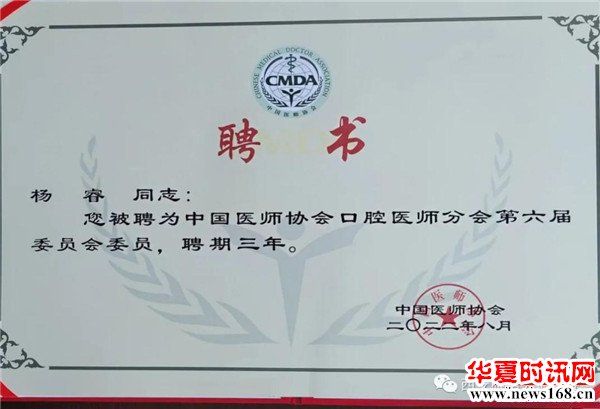 CHINESE MEDICAL DOCTOR ASSOCIATION
CMDA
中国医师协会
聘 书
杨 睿 同志：
您被聘为中国医师协会口腔医师分会第六届
委员会委员，聘期三年。
中国医师协会
二〇二二年八月
华夏时讯网
www.news168.cn